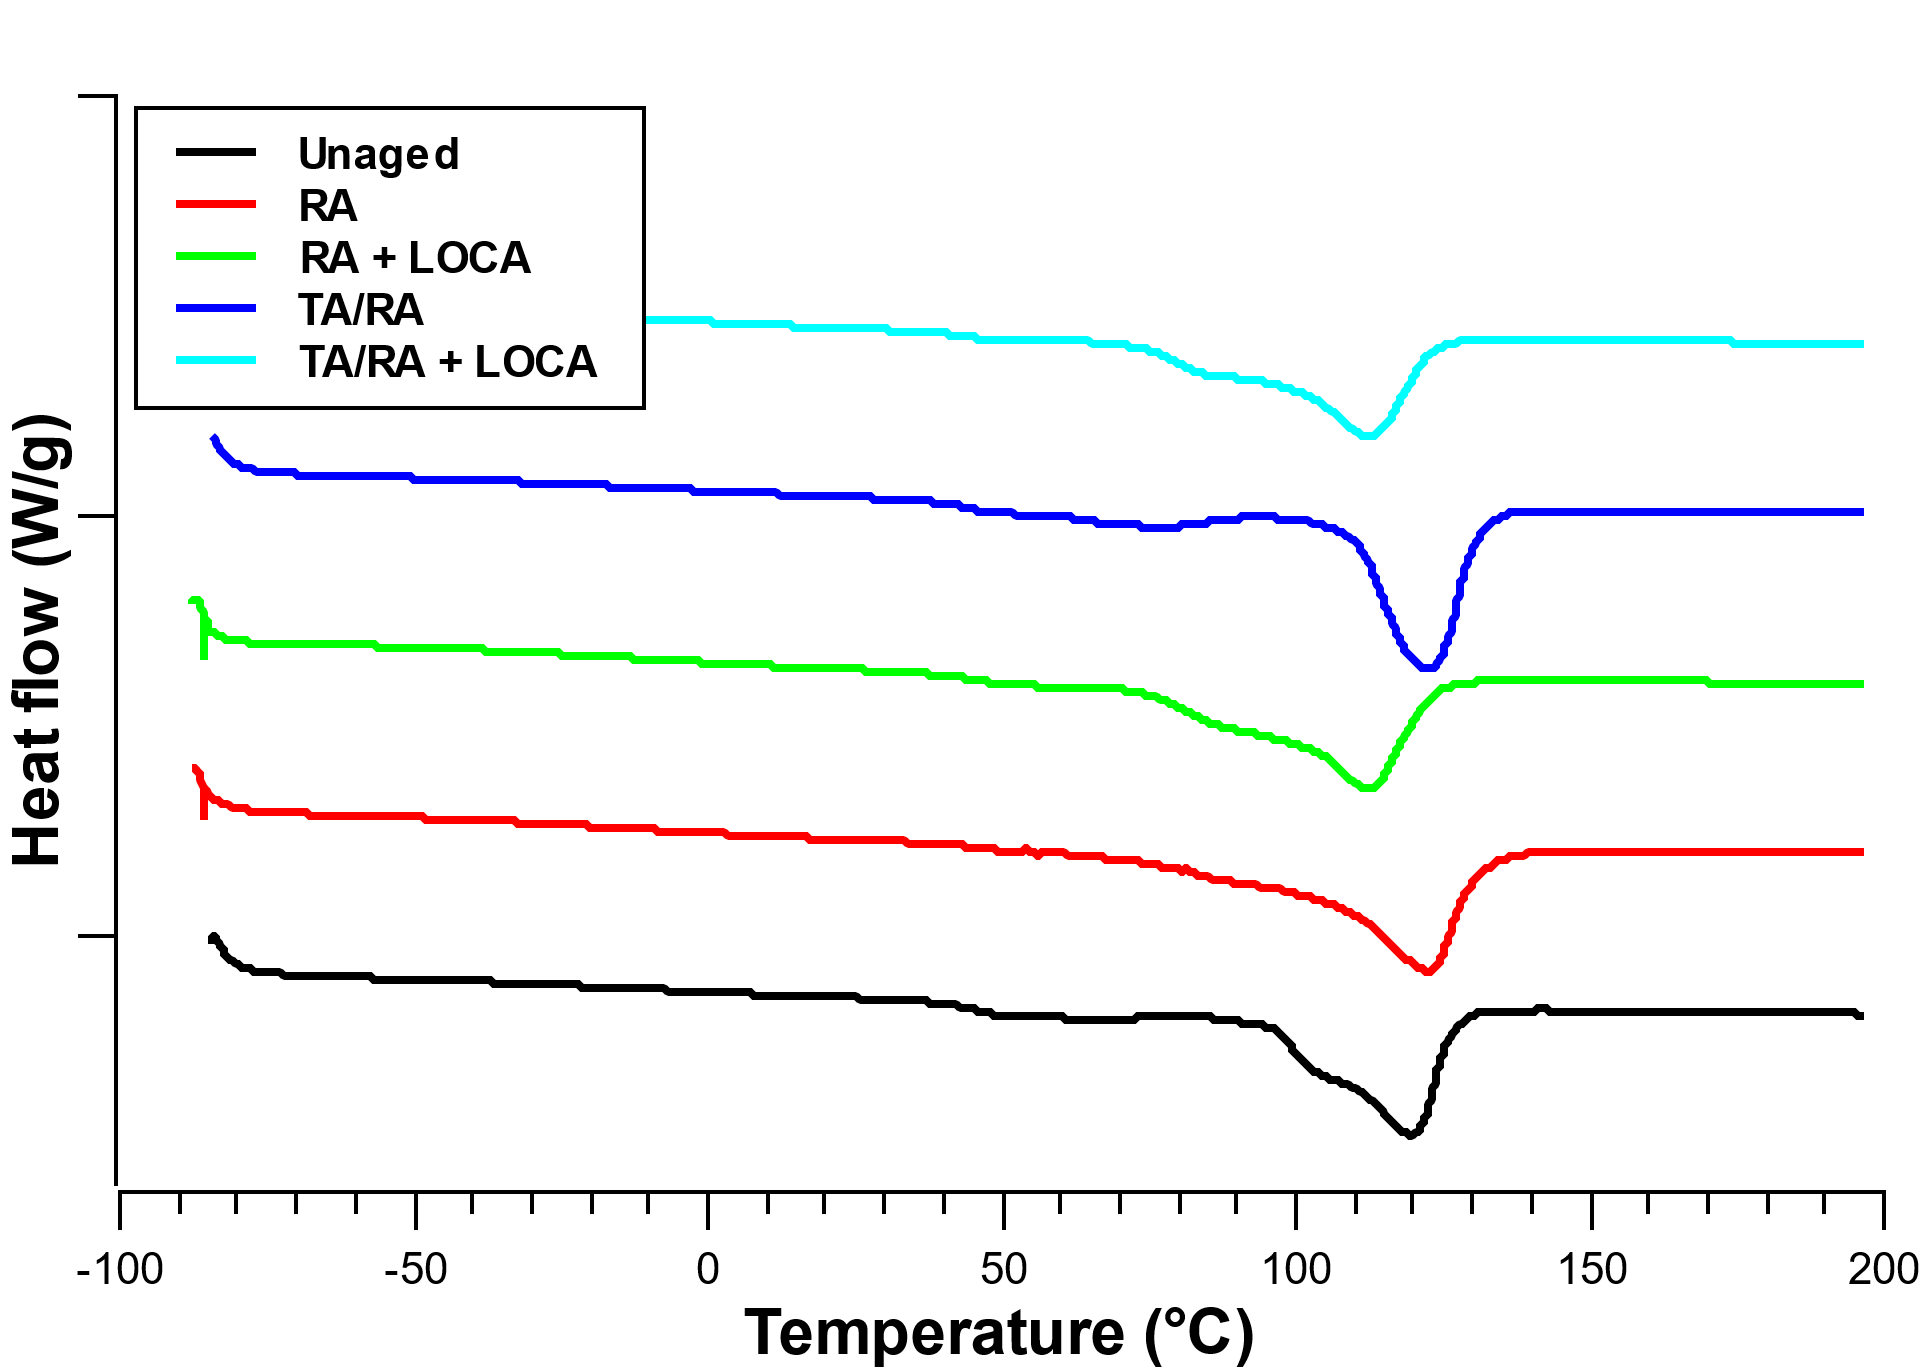 Unaged
RA
RA + LOCA
TA/RA
TA/RA + LOCA
Heat flow (W/g)
-100 -50 0 50 100 150 200
Temperature (°C)